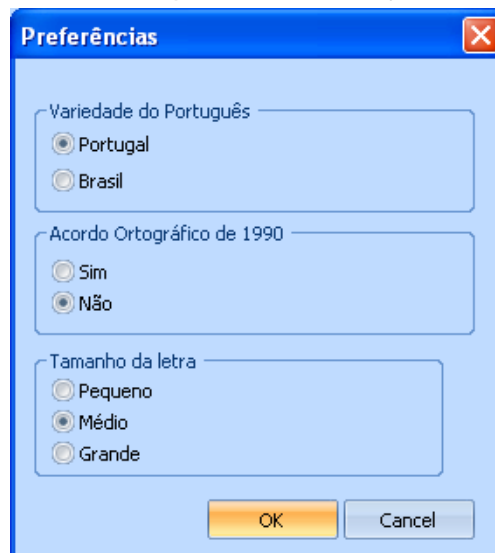 Preferências
Variedade do Português
Portugal
Brasil
Acordo Ortográfico de 1990
Sim
Não
Tamanho da letra
Pequeno
Médio
Grande
OK Cancel